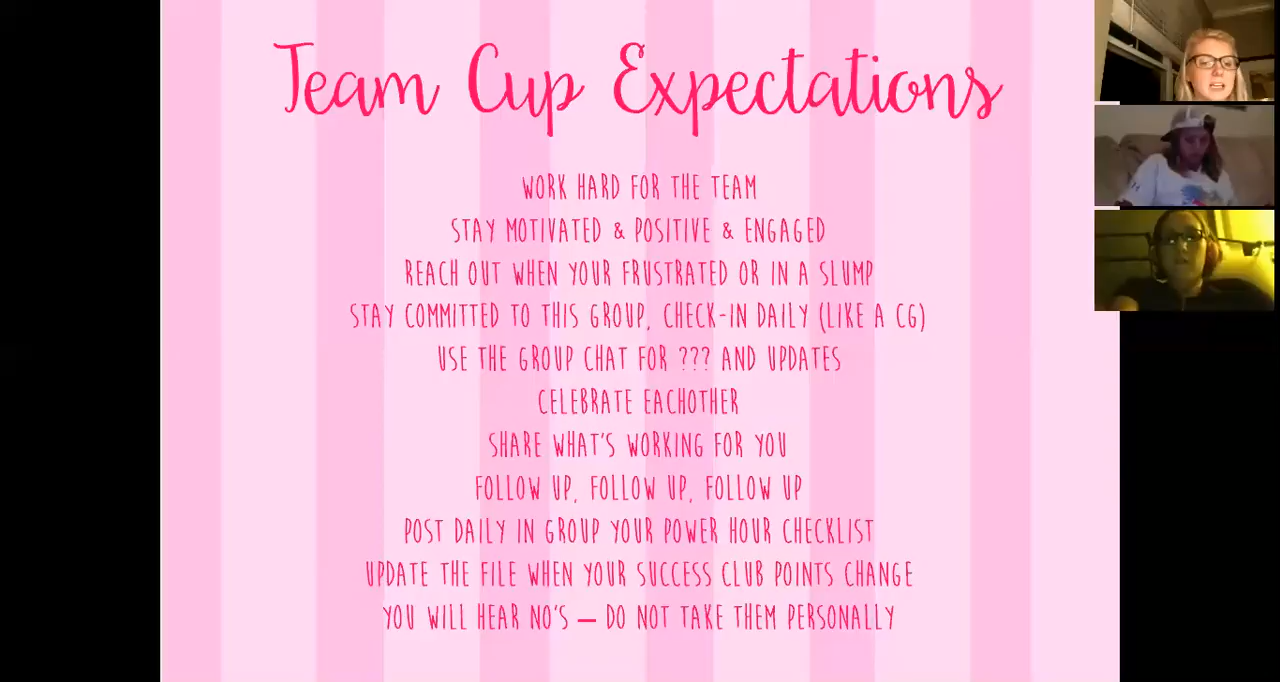 Team Cup Expectations
WORK HARD FOR THE TEAM
STAY MOTIVATED & POSITIVE & ENGAGED
REACH OUT WHEN YOUR FRUSTRATED OR IN A SLUMP
STAY COMMITTED TO THIS GROUP, CHECK-IN DAILY (LIKE A CG)
USE THE GROUP CHAT FOR ??? AND UPDATES
CELEBRATE EACHOTHER
SHARE WHAT'S WORKING FOR YOU
FOLLOW UP, FOLLOW UP, FOLLOW UP
POST DAILY IN GROUP YOUR POWER HOUR CHECKLIST
UPDATE THE FILE WHEN YOUR SUCCESS CLUB POINTS CHANGE
YOU WILL HEAR NO'S — DO NOT TAKE THEM PERSONALLY